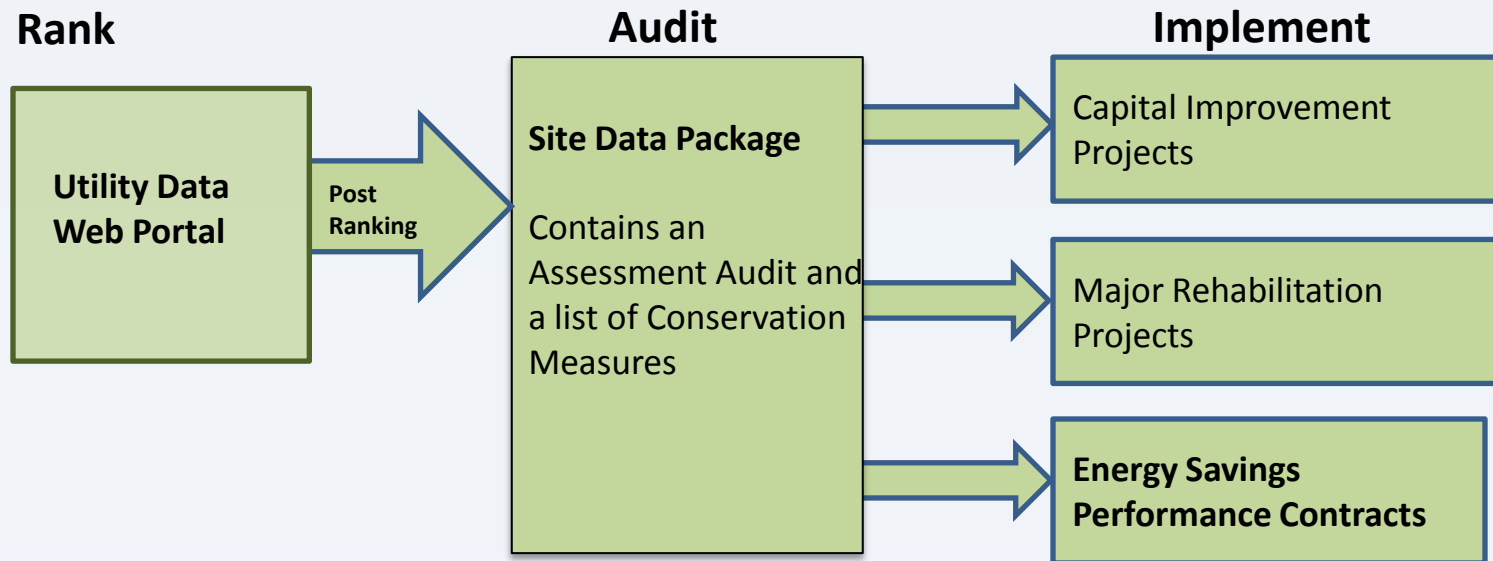 Rank
Audit
Implement
Utility Data
Web Portal
Post
Ranking
Site Data Package
Contains an
Assessment Audit and
a list of Conservation
Measures
Capital Improvement
Projects
Major Rehabilitation
Projects
Energy Savings
Performance Contracts